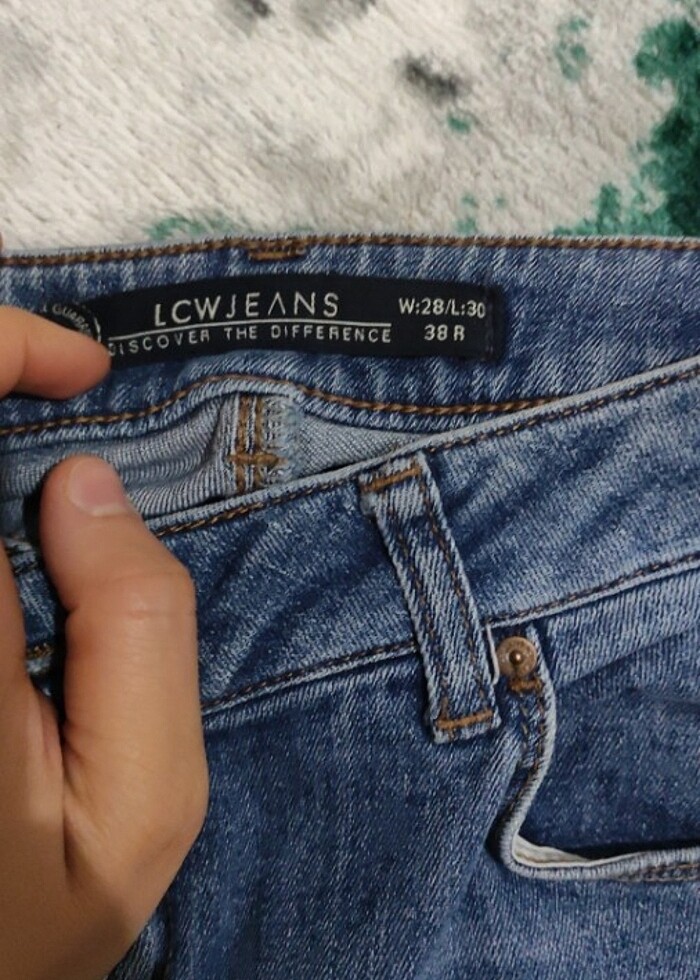 LCWJEANS
DISCOVER THE DIFFERENCE
W:28/L:30
38 R